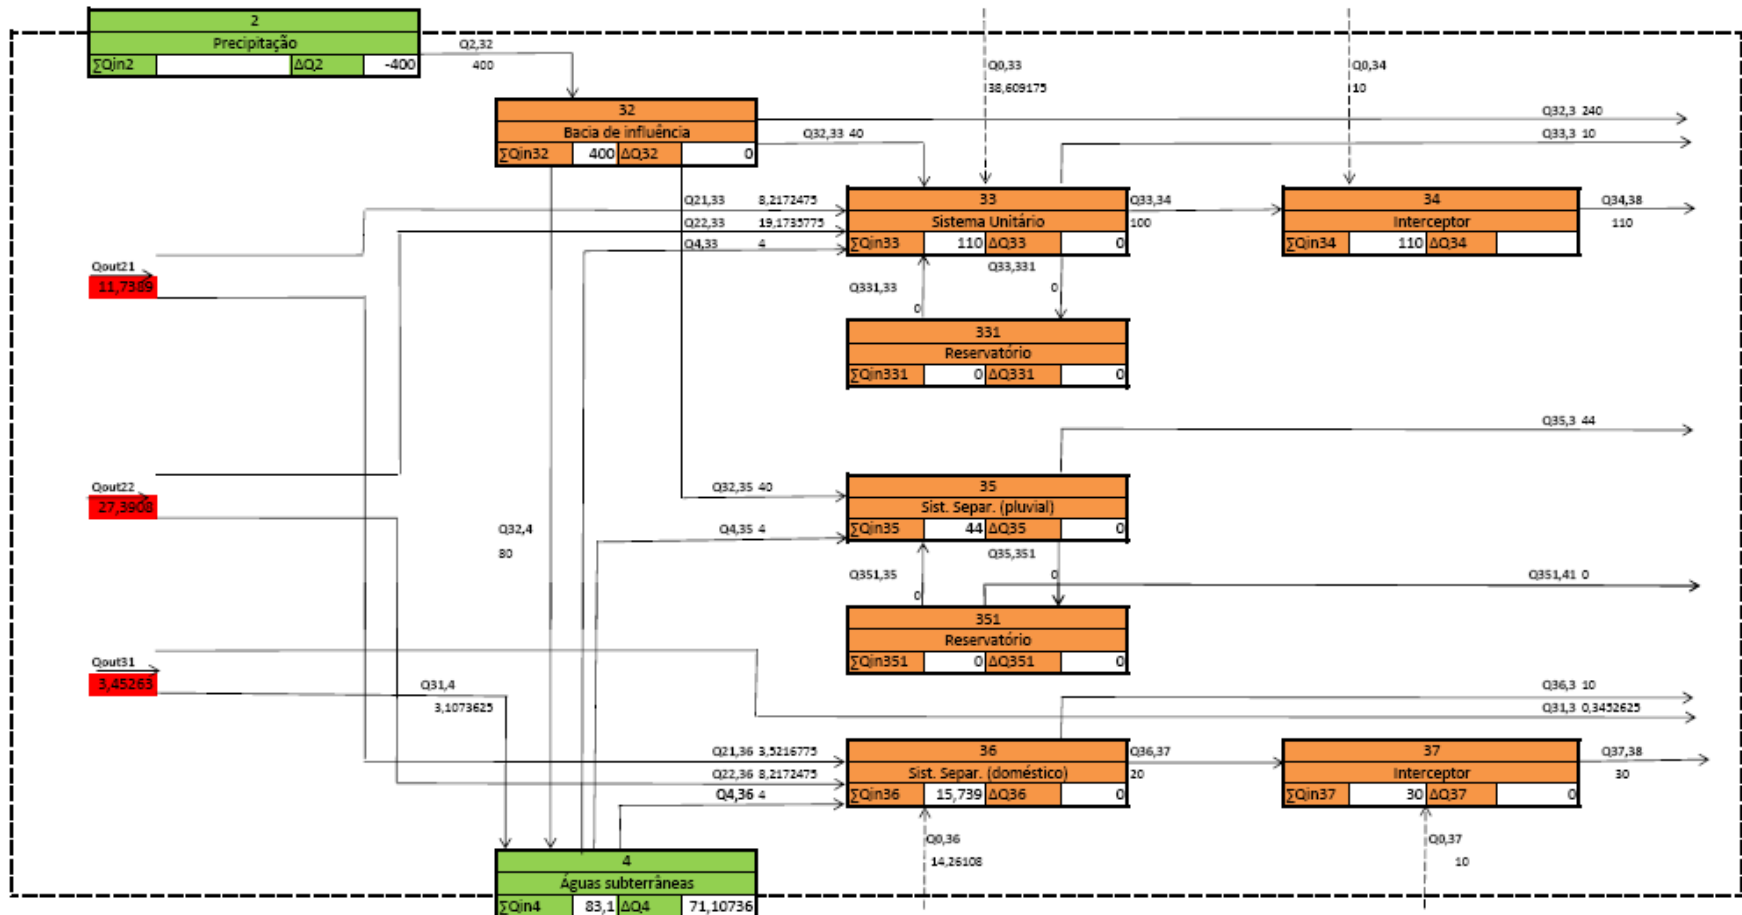 2
Precipitação
∑Qin2 ΔQ2 -400
Q2,32
400
Q0,33
38,609175
Q0,34
10
32
Bacia de influência
∑Qin32 400 ΔQ32 0
Q32,33 40
Q32,3 240
Q33,3 10
Q21,33 8,2172475
Q22,33 19,1735775
Q4,33 4
33
Sistema Unitário
∑Qin33 110 ΔQ33 0
Q33,34
100
34
Interceptor
∑Qin34 110 ΔQ34
Q34,38
110
Qout21
11,7389
Q331,33
0
Q33,331
0
331
Reservatório
∑Qin331 0 ΔQ331 0
Q35,3 44
Qout22
27,3908
Q32,35 40
Q4,35 4
35
Sist. Separ. (pluvial)
∑Qin35 44 ΔQ35 0
Q32,4
80
Q351,35
0
Q35,351
0
Q351,41 0
351
Reservatório
∑Qin351 0 ΔQ351 0
Qout31
3,45263
Q31,4
3,1073625
Q36,3 10
Q31,3 0,3452625
Q21,36 3,5216775
Q22,36 8,2172475
Q4,36 4
36
Sist. Separ. (doméstico)
∑Qin36 15,739 ΔQ36 0
Q36,37
20
37
Interceptor
∑Qin37 30 ΔQ37 0
Q37,38
30
Q0,36
14,26108
Q0,37
10
4
Águas subterrâneas
∑Qin4 83,1 ΔQ4 71,10736